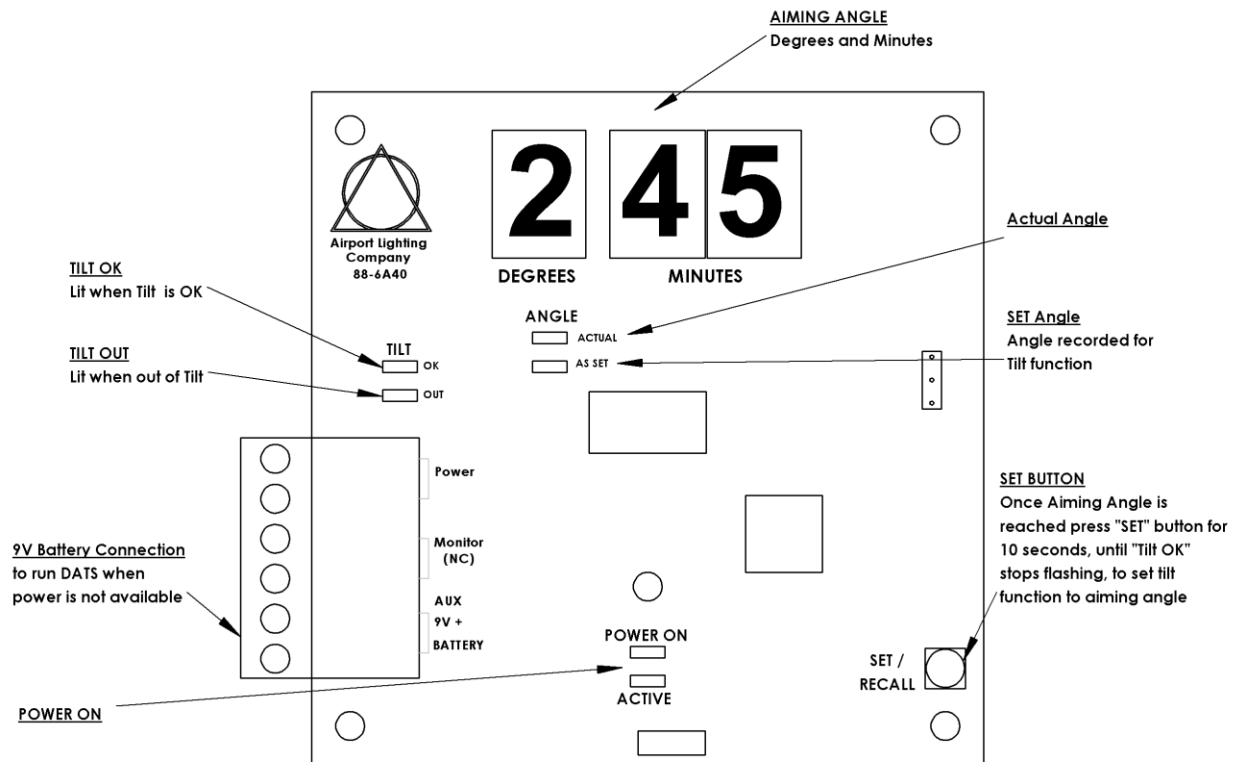 AIMING ANGLE
Degrees and Minutes
2 45
DEGREES MINUTES
Airport Lighting
Company
88-6A40
Actual Angle
ANGLE
ACTUAL
AS SET
SET Angle
Angle recorded for
Tilt function
TILT OK
Lit when Tilt is OK
TILT OUT
Lit when out of Tilt
TILT
OK
OUT
Power
Monitor
(NC)
AUX
9V +
BATTERY
9V Battery Connection
to run DATS when
power is not available
SET BUTTON
Once Aiming Angle is
reached press "SET" button for
10 seconds, until "Tilt OK"
stops flashing, to set tilt
function to aiming angle
POWER ON
ACTIVE
SET /
RECALL
POWER ON